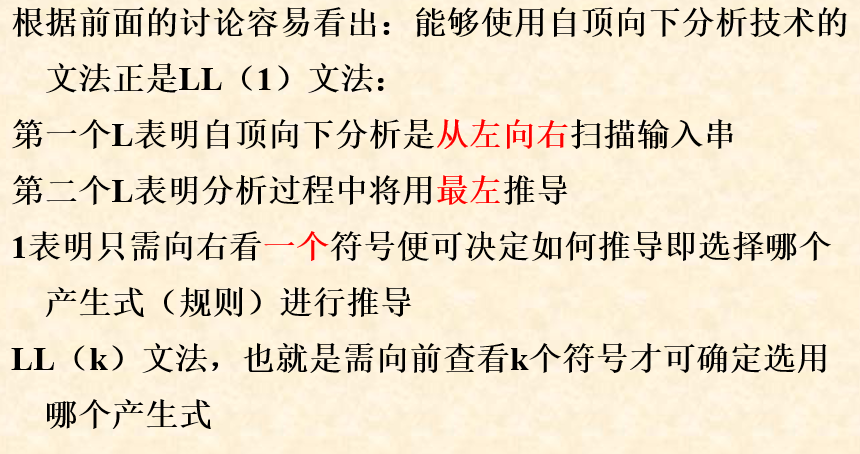 根据前面的讨论容易看出：能够使用自顶向下分析技术的
文法正是LL（1）文法：
第一个L表明自顶向下分析是从左向右扫描输入串
第二个L表明分析过程中将用最左推导
1表明只需向右看一个符号便可决定如何推导即选择哪个
产生式（规则）进行推导
LL（k）文法，也就是需向前查看k个符号才可确定选用
哪个产生式